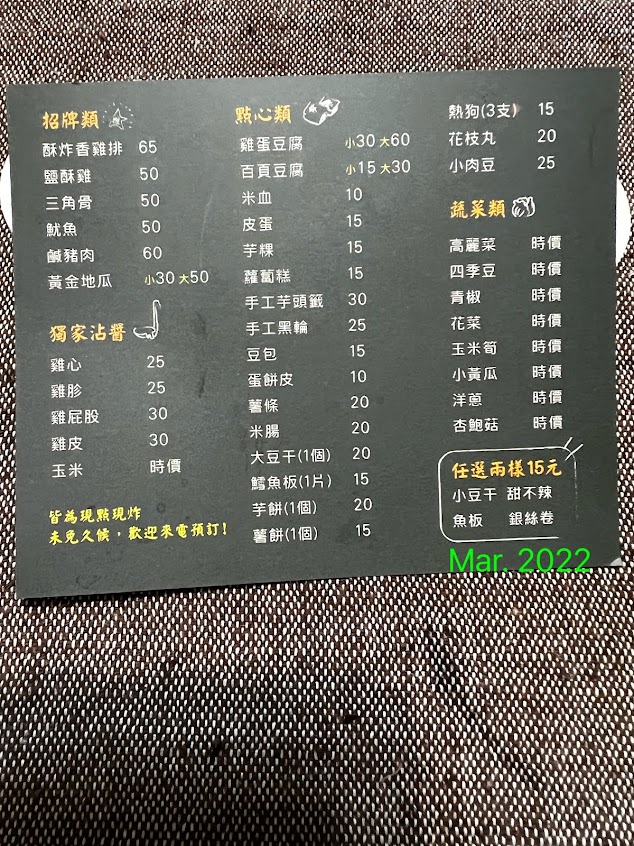 招牌類
酥炸香雞排 65
鹽酥雞 50
三角骨 50
魷魚 50
鹹豬肉 60
黃金地瓜 小30 大50
獨家沾醬
雞心 25
雞胗 25
雞屁股 30
雞皮 30
玉米 時價
皆為現點現炸
未免久候，歡迎來電預訂!
點心類
雞蛋豆腐 小30 大60
百頁豆腐 小15 大30
米血 10
皮蛋 15
芋粿 15
蘿蔔糕 15
手工芋頭籤 30
手工黑輪 25
豆包 15
蛋餅皮 10
薯條 20
米腸 20
大豆干(1個) 20
鱈魚板(1片) 15
芋餅(1個) 20
薯餅(1個) 15
熱狗(3支) 15
花枝丸 20
小肉豆 25
蔬菜類
高麗菜 時價
四季豆 時價
青椒 時價
花菜 時價
玉米筍 時價
小黃瓜 時價
洋蔥 時價
杏鮑菇 時價
任選兩樣15元
小豆干 甜不辣
魚板 銀絲卷
Mar. 2022